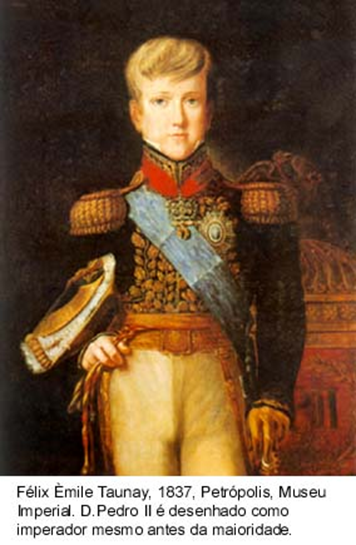 Félix Èmile Taunay, 1837, Petrópolis, Museu
Imperial. D.Pedro II é desenhado como
imperador mesmo antes da maioridade.